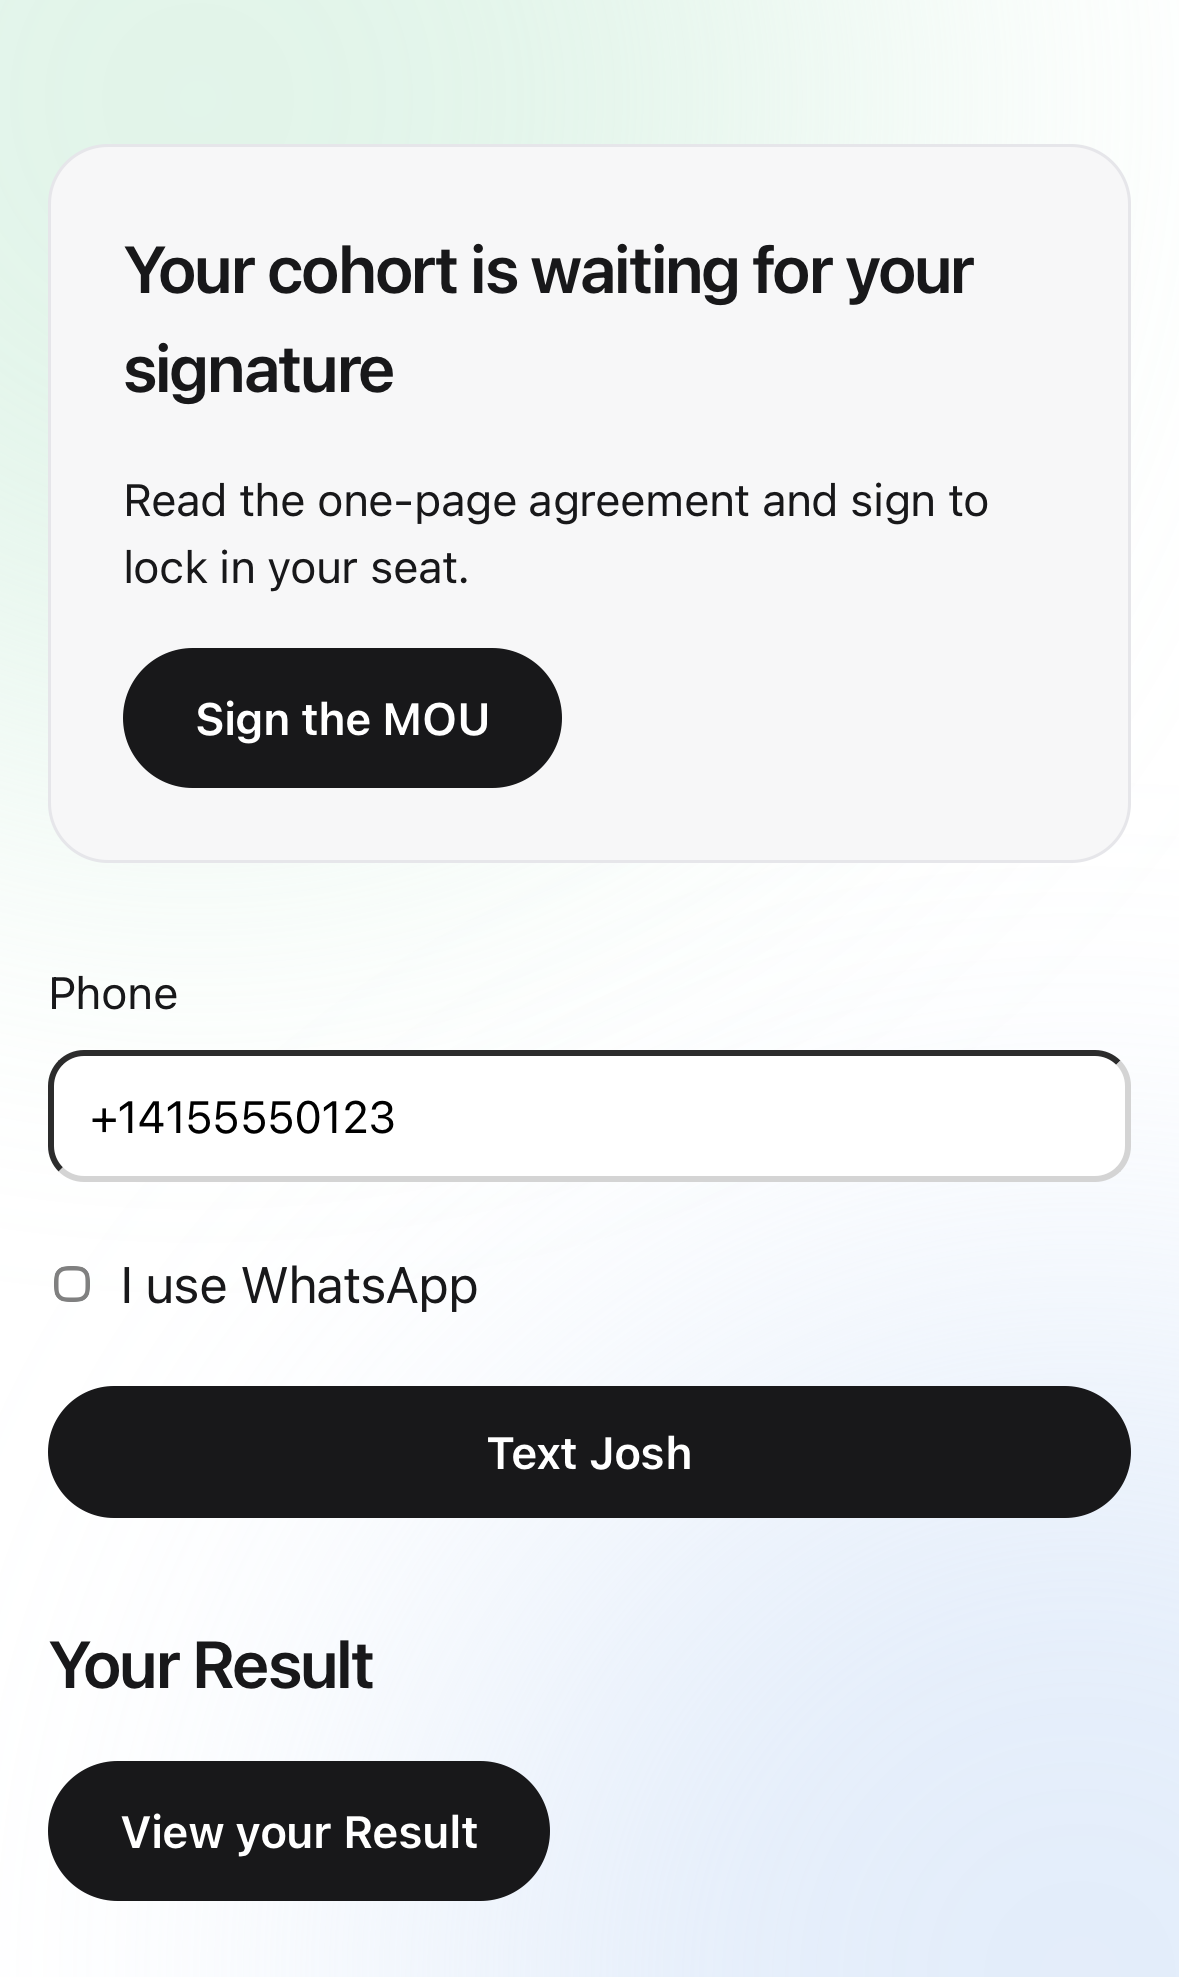 Your cohort is waiting for your
signature
Read the one-page agreement and sign to
lock in your seat.
Sign the MOU
Phone
+14155550123
I use WhatsApp
Text Josh
Your Result
View your Result